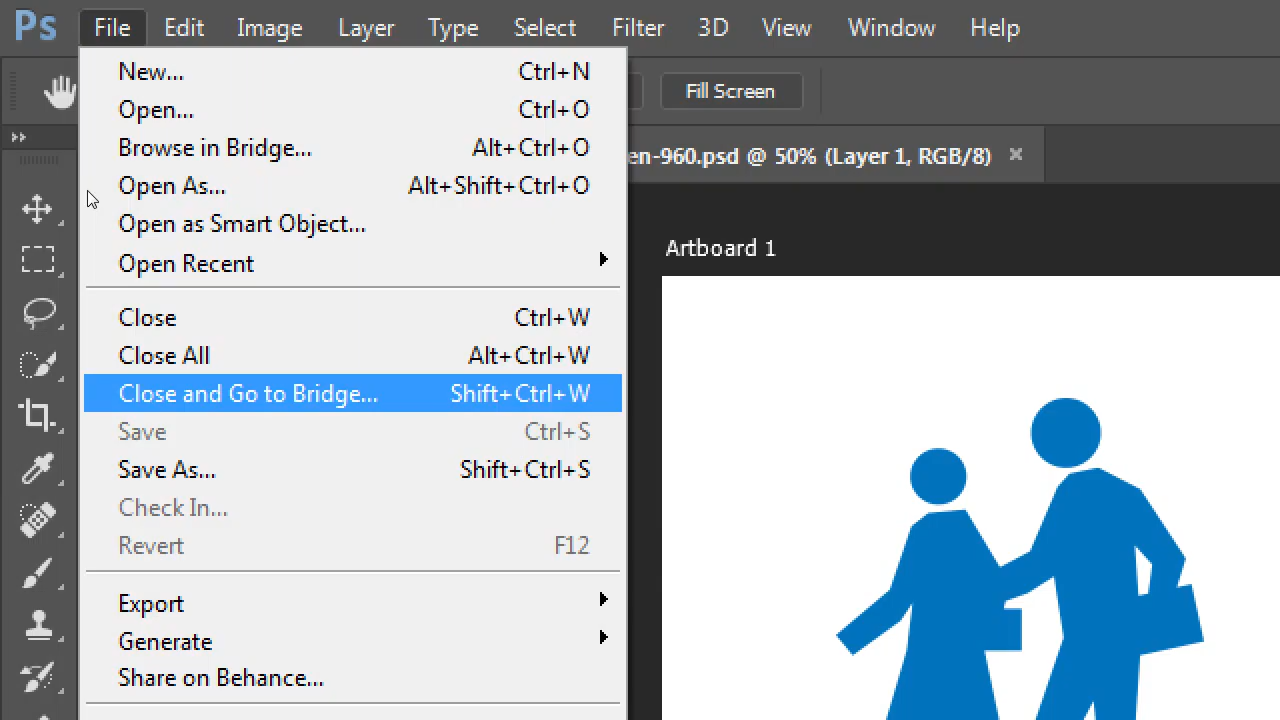 Ps File Edit Image Layer Type Select Filter 3D View Window Help
Fill Screen
en-960.psd @ 50% (Layer 1, RGB/8) ×
New... Ctrl+N
Open... Ctrl+O
Browse in Bridge... Alt+Ctrl+O
Open As... Alt+Shift+Ctrl+O
Open as Smart Object...
Open Recent
Close Ctrl+W
Close All Alt+Ctrl+W
Close and Go to Bridge... Shift+Ctrl+W
Save Ctrl+S
Save As... Shift+Ctrl+S
Check In...
Revert F12
Export
Generate
Share on Behance...
Artboard 1